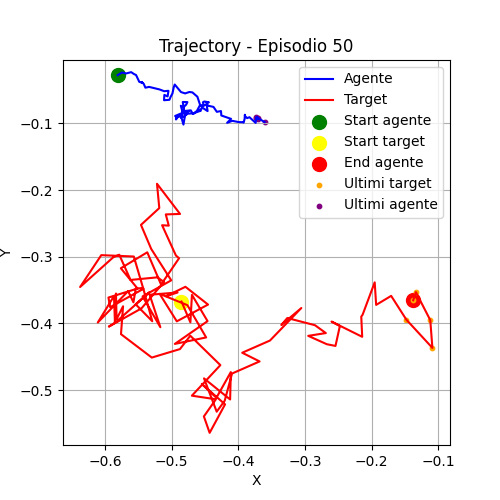 Trajectory - Episodio 50
Agente
Target
Start agente
Start target
End agente
Ultimi target
Ultimi agente
Y
−0.1
−0.2
−0.3
−0.4
−0.5
−0.6 −0.5 −0.4 −0.3 −0.2 −0.1
X